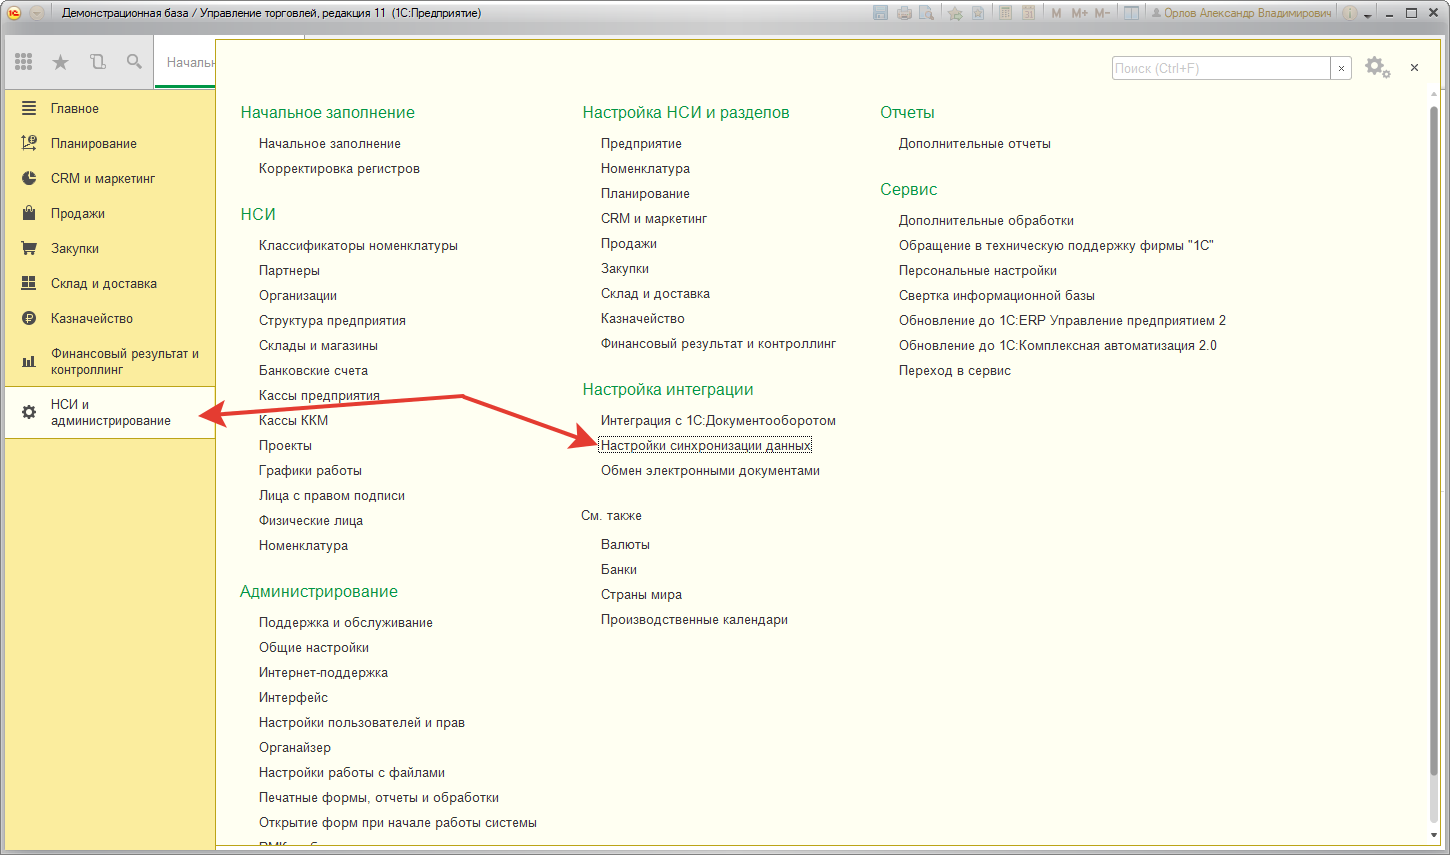 Демонстрационная база / Управление торговлей, редакция 11 (1С:Предприятие)
M M+ M-
Орлов Александр Владимирович
Поиск (Ctrl+F)
Главное
Планирование
CRM и маркетинг
Продажи
Закупки
Склад и доставка
Казначейство
Финансовый результат и
контроллинг
НСИ и
администрирование
Начальное заполнение
Начальное заполнение
Корректировка регистров
НСИ
Классификаторы номенклатуры
Партнеры
Организации
Структура предприятия
Склады и магазины
Банковские счета
Кассы предприятия
Кассы ККМ
Проекты
Графики работы
Лица с правом подписи
Физические лица
Номенклатура
Администрирование
Поддержка и обслуживание
Общие настройки
Интернет-поддержка
Интерфейс
Настройки пользователей и прав
Органайзер
Настройки работы с файлами
Печатные формы, отчеты и обработки
Открытие форм при начале работы системы
Настройка НСИ и разделов
Предприятие
Номенклатура
Планирование
CRM и маркетинг
Продажи
Закупки
Склад и доставка
Казначейство
Финансовый результат и контроллинг
Настройка интеграции
Интеграция с 1С:Документооборотом
Настройки синхронизации данных
Обмен электронными документами
См. также
Валюты
Банки
Страны мира
Производственные календари
Отчеты
Дополнительные отчеты
Сервис
Дополнительные обработки
Обращение в техническую поддержку фирмы "1С"
Персональные настройки
Свертка информационной базы
Обновление до 1С:ERP Управление предприятием 2
Обновление до 1С:Комплексная автоматизация 2.0
Переход в сервис